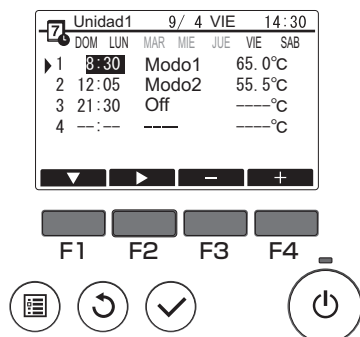 7 Unidad1 9/ 4 VIE 14:30
DOM LUN MAR MIE JUE VIE SAB
1 8:30 Modo1 65.0°C
2 12:05 Modo2 55.5°C
3 21:30 Off ----°C
4 --:-- ---- ----°C
− +
F1 F2 F3 F4